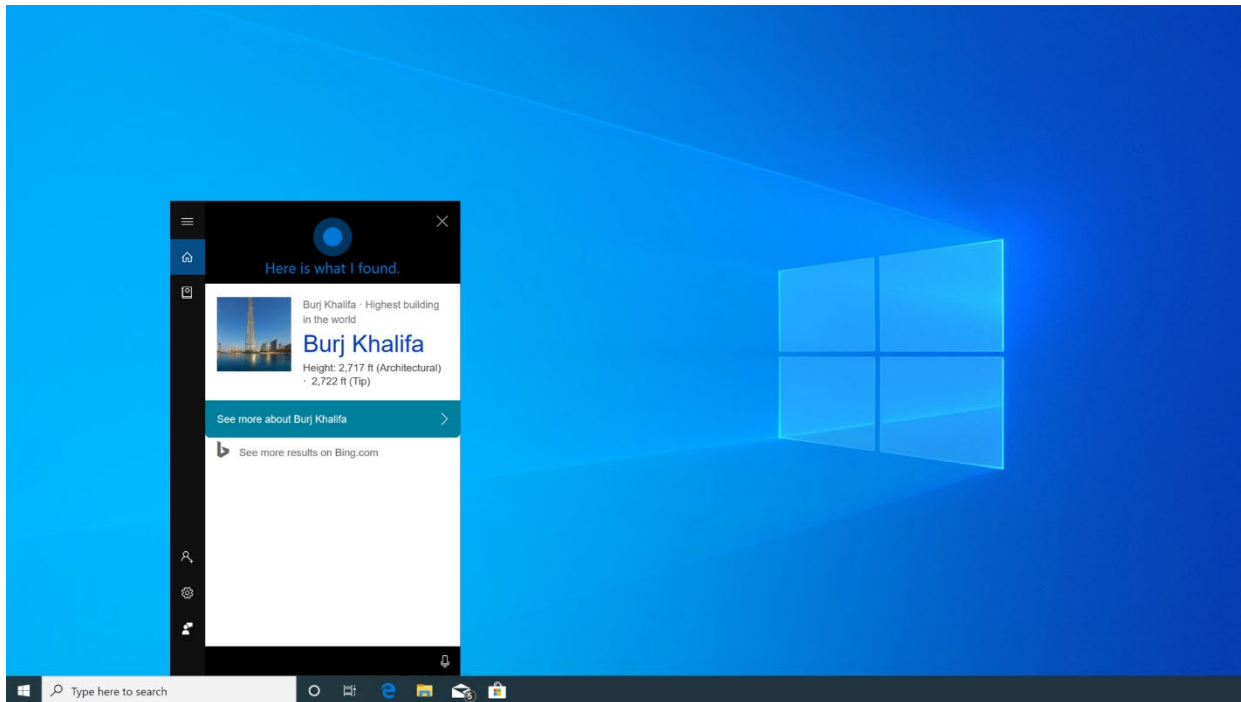 Here is what I found.
Burj Khalifa · Highest building
in the world
Burj Khalifa
Height: 2,717 ft (Architectural)
· 2,722 ft (Tip)
See more about Burj Khalifa
See more results on Bing.com
Type here to search
5